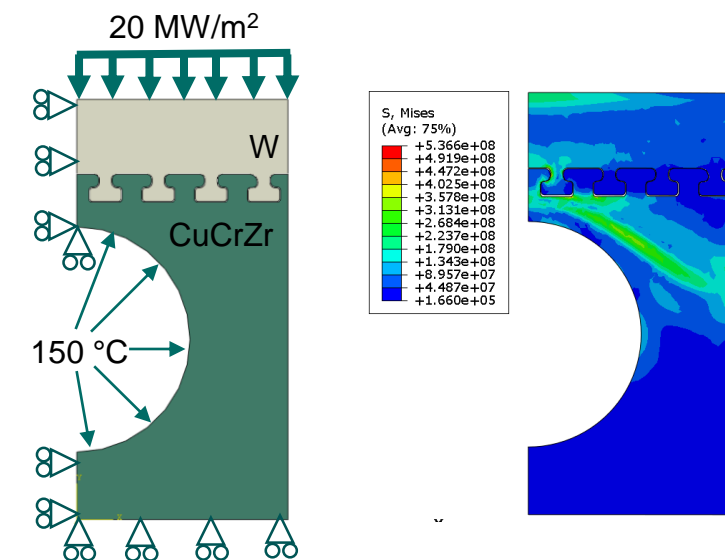 20 MW/m²
W
CuCrZr
150 °C
S, Mises
(Avg: 75%)
+5.366e+08
+4.919e+08
+4.472e+08
+4.025e+08
+3.578e+08
+3.131e+08
+2.684e+08
+2.237e+08
+1.790e+08
+1.343e+08
+8.957e+07
+4.487e+07
+1.660e+05